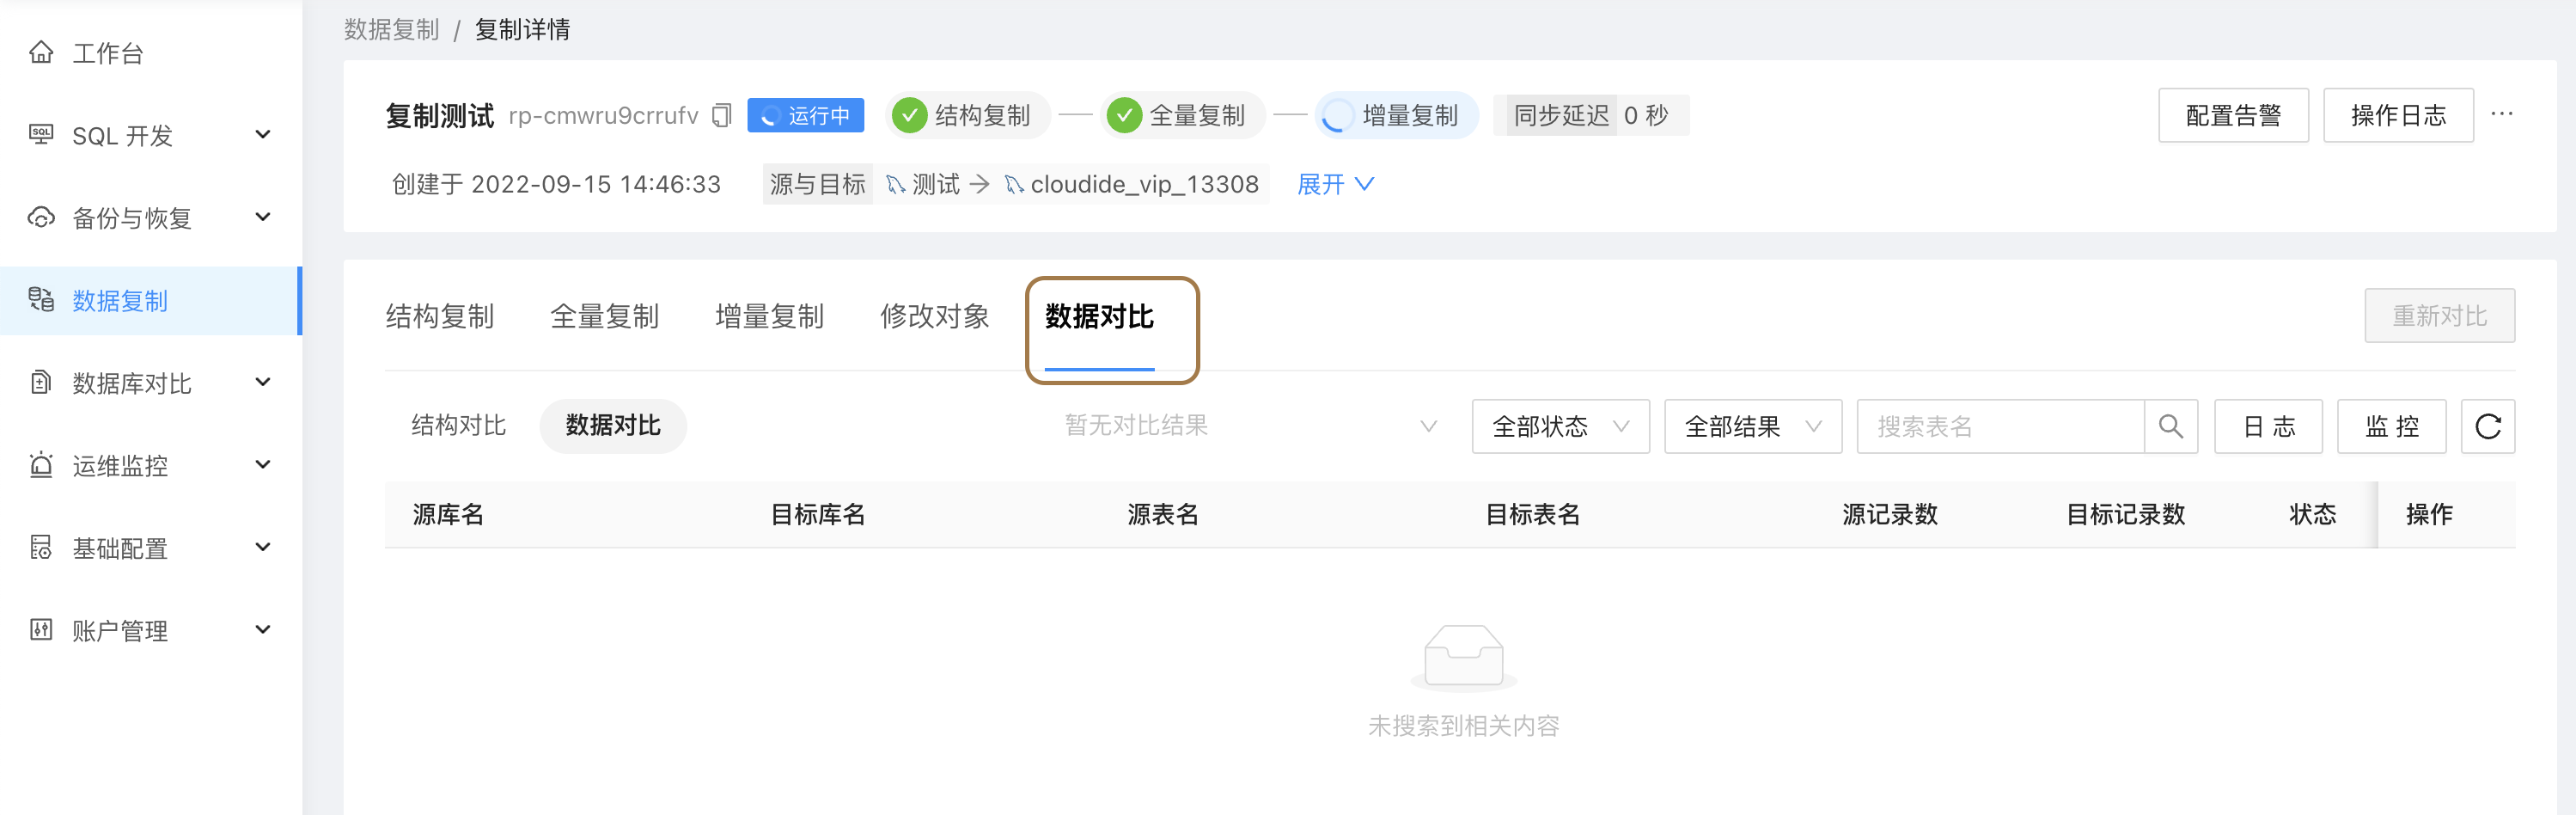 工作台
SQL 开发
备份与恢复
数据复制
数据库对比
运维监控
基础配置
账户管理
数据复制 / 复制详情
复制测试 rp-cmwru9crrufv 运行中 结构复制 全量复制 增量复制 同步延迟 0 秒 配置告警 操作日志 ···
创建于 2022-09-15 14:46:33 源与目标 测试 → cloudide_vip_13308 展开
结构复制 全量复制 增量复制 修改对象 数据对比 重新对比
结构对比 数据对比 暂无对比结果 全部状态 全部结果 搜索表名 日 志 监 控
源库名 目标库名 源表名 目标表名 源记录数 目标记录数 状态 操作
未搜索到相关内容